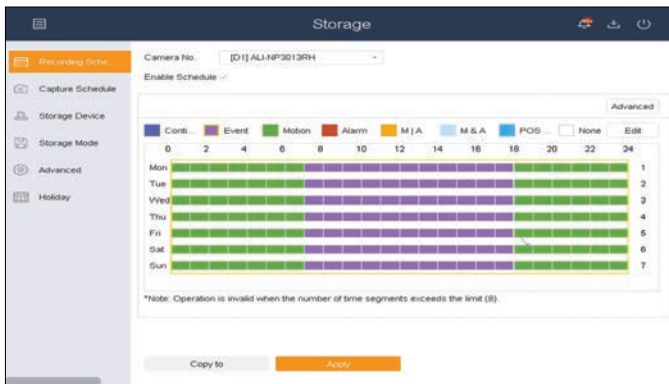 Storage
Recording Sche...
Capture Schedule
Storage Device
Storage Mode
Advanced
Holiday
Camera No. [D1] ALI-NP3013RH
Enable Schedule
Advanced
Conti... Event Motion Alarm M | A M & A POS ... None Edit
0 2 4 6 8 10 12 14 16 18 20 22 24
Mon 1
Tue 2
Wed 3
Thu 4
Fri 5
Sat 6
Sun 7
*Note: Operation is invalid when the number of time segments exceeds the limit (8).
Copy to Apply